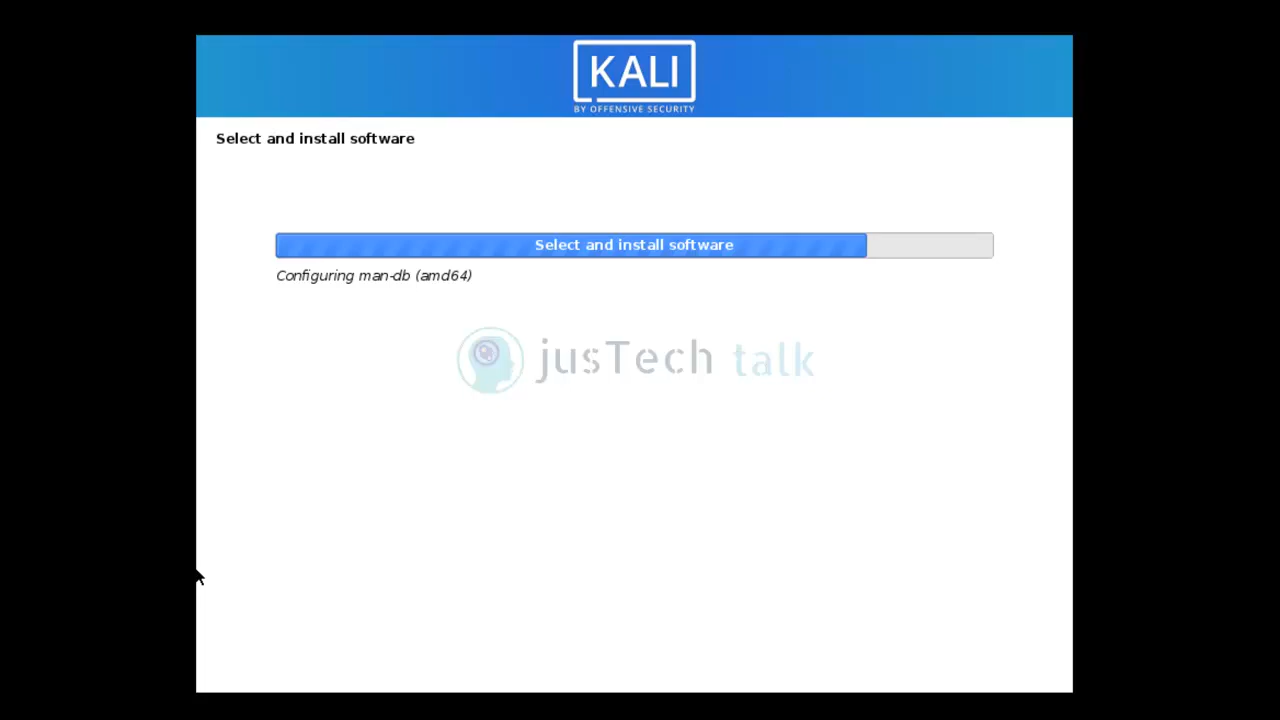 KALI
BY OFFENSIVE SECURITY
Select and install software
Select and install software
Configuring man-db (amd64)
jusTech talk